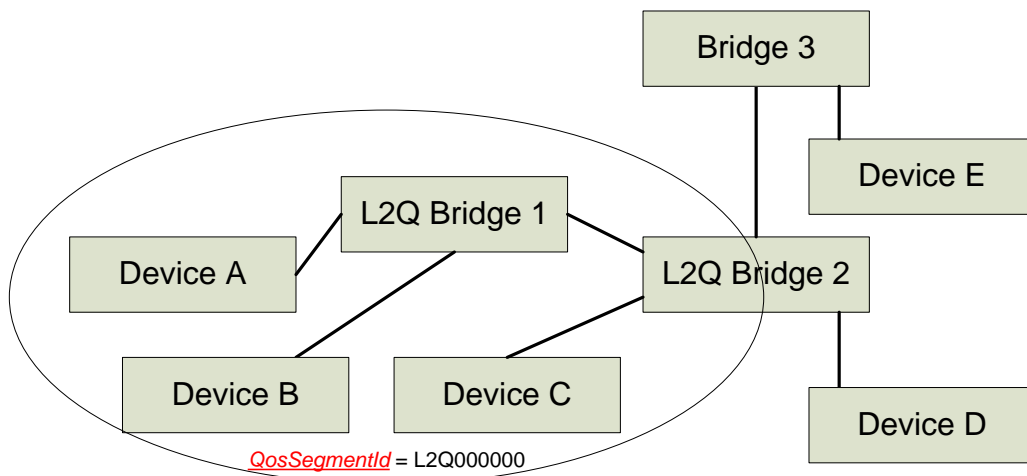 Bridge 3
Device E
L2Q Bridge 1
Device A
L2Q Bridge 2
Device B
Device C
Device D
QosSegmentId = L2Q000000